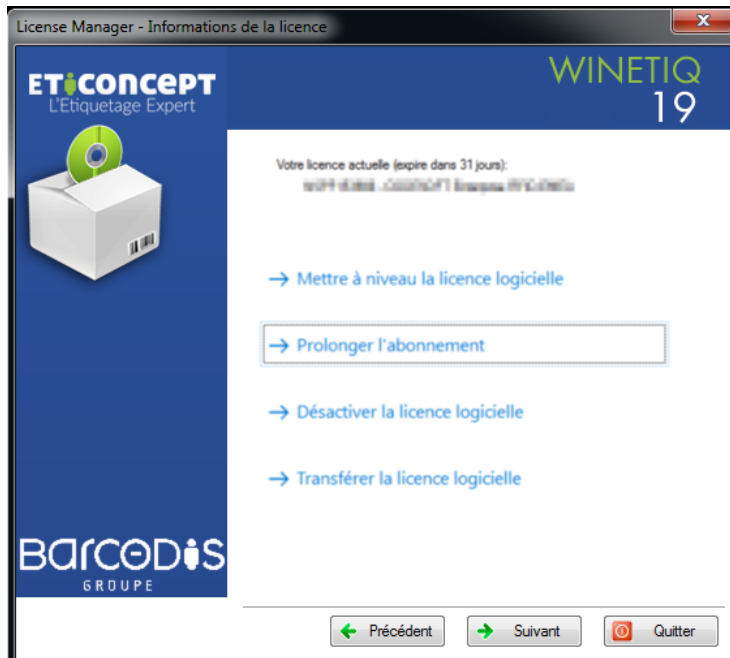 License Manager - Informations de la licence
ETiCONCEPT
L'Etiquetage Expert
WINETIQ
19
Votre licence actuelle (expire dans 31 jours):
→ Mettre à niveau la licence logicielle
→ Prolonger l'abonnement
→ Désactiver la licence logicielle
→ Transférer la licence logicielle
BarcoDiS
GROUPE
Précédent
Suivant
Quitter